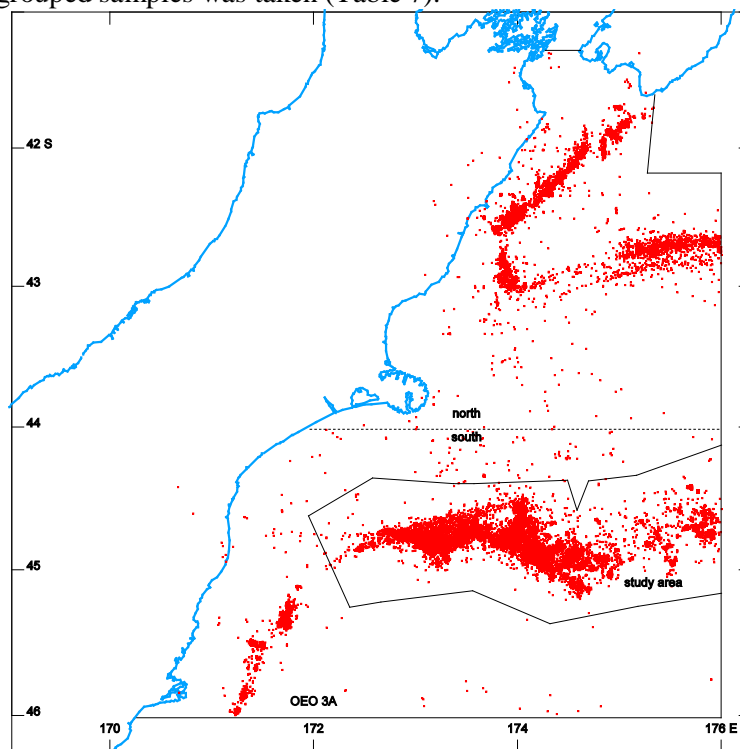 grouped samples was taken (Table 7).
42 S
43
north
44
south
45
study area
OEO 3A
46
170 172 174 176 E